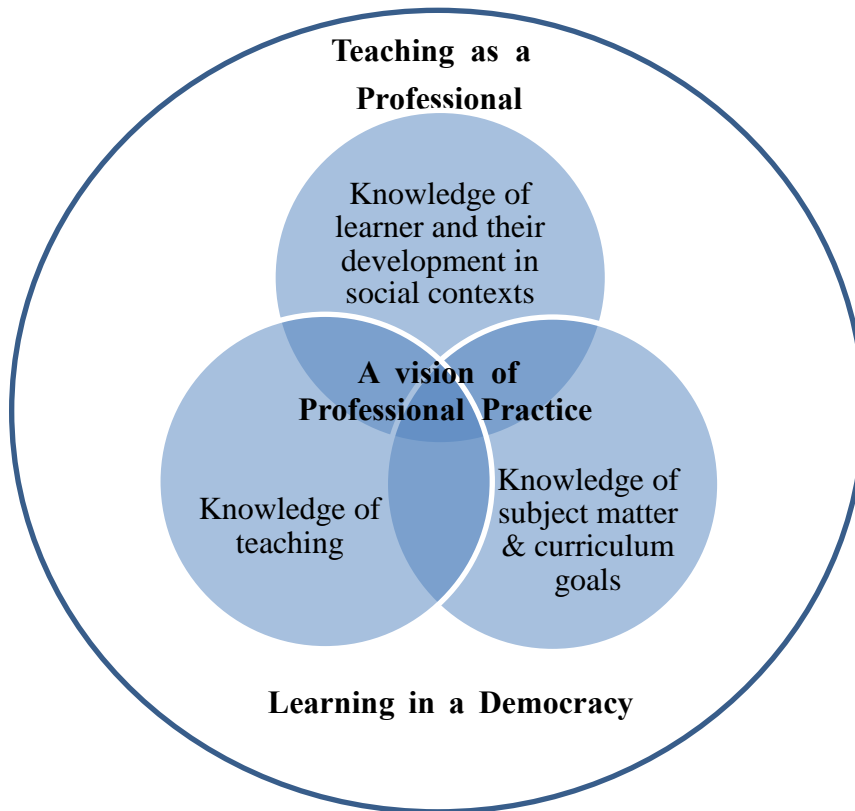 Teaching as a
Professional
Knowledge of
learner and their
development in
social contexts
A vision of
Professional Practice
Knowledge of
teaching
Knowledge of
subject matter
& curriculum
goals
Learning in a Democracy